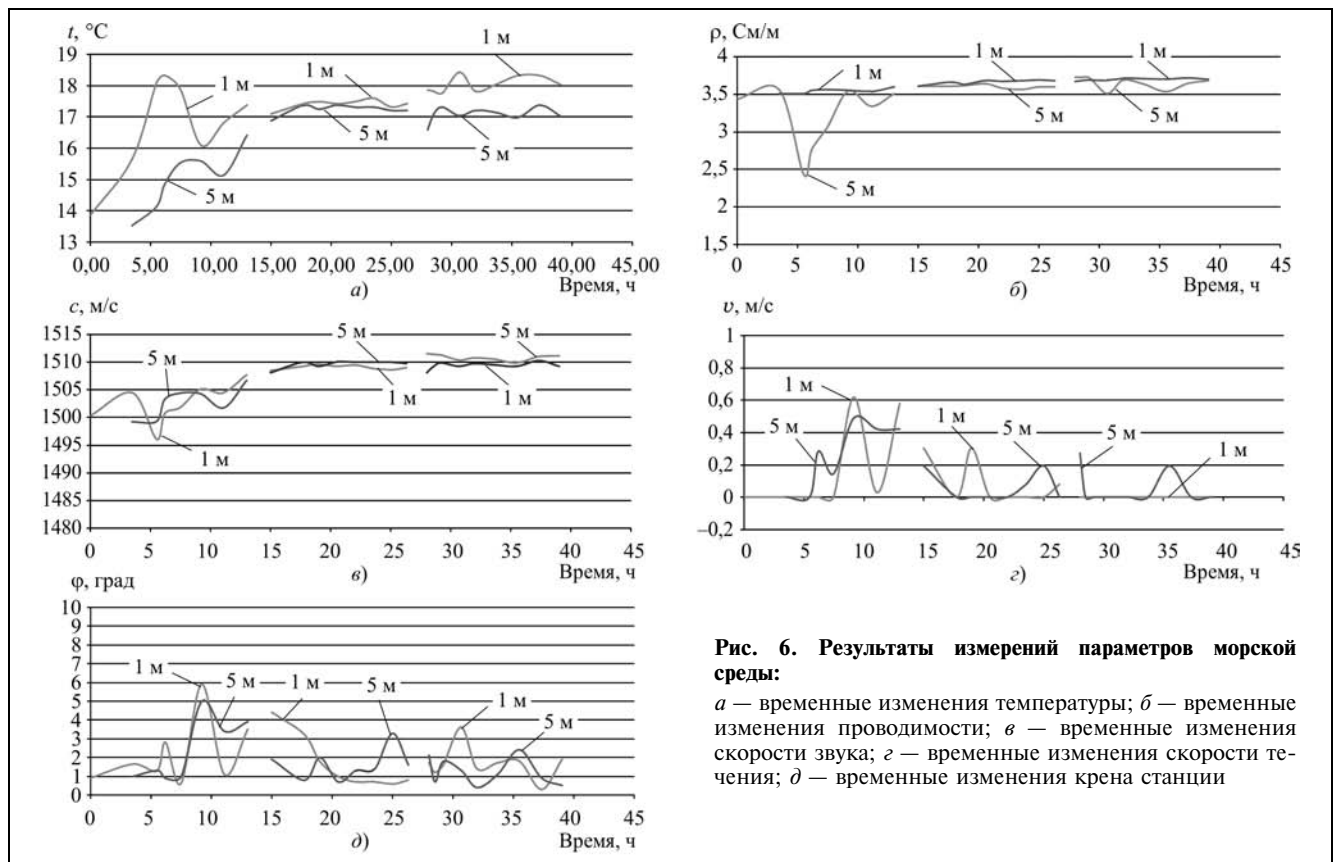 t, °C
19
18
17
16
15
14
13
1 м
1 м
1 м
5 м
5 м
5 м
0,00 5,00 10,00 15,00 20,00 25,00 30,00 35,00 40,00 45,00
Время, ч
а)
ρ, См/м
4
3,5
3
2,5
2
1,5
1 м
1 м
1 м
5 м
5 м
5 м
0 5 10 15 20 25 30 35 40 45
Время, ч
б)
c, м/с
1515
1510
1505
1500
1495
1490
1485
1480
5 м
5 м
5 м
1 м
1 м
1 м
0 5 10 15 20 25 30 35 40 45
Время, ч
в)
υ, м/с
1
0,8
0,6
0,4
0,2
0
–0,2
1 м
5 м
1 м
5 м
5 м
1 м
0 5 10 15 20 25 30 35 40 45
Время, ч
г)
φ, град
10
9
8
7
6
5
4
3
2
1
0
1 м
5 м
1 м
5 м
1 м
5 м
0 5 10 15 20 25 30 35 40 45
Время, ч
д)
Рис. 6. Результаты измерений параметров морской
среды:
а — временные изменения температуры; б — временные
изменения проводимости; в — временные изменения
скорости звука; г — временные изменения скорости те-
чения; д — временные изменения крена станции